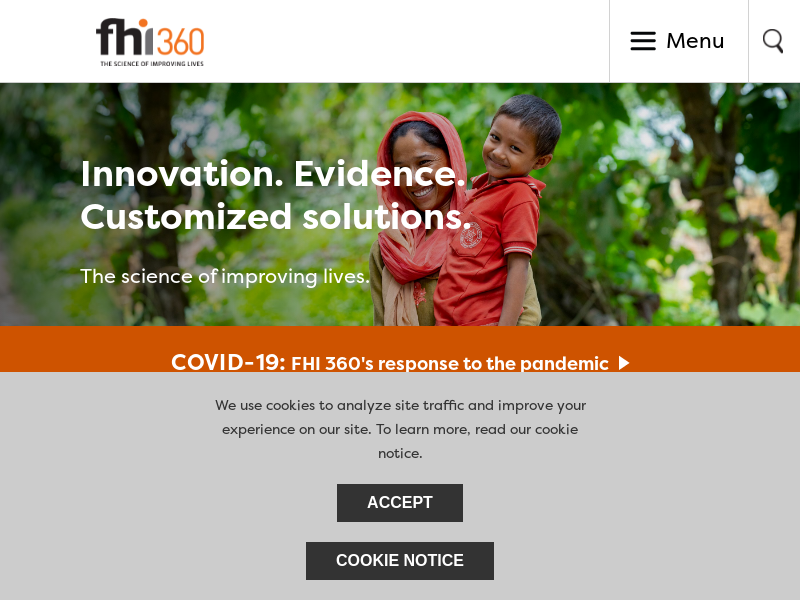 fhi360
THE SCIENCE OF IMPROVING LIVES
Menu
Innovation. Evidence.
Customized solutions.
The science of improving lives.
COVID-19: FHI 360's response to the pandemic
We use cookies to analyze site traffic and improve your
experience on our site. To learn more, read our cookie
notice.
ACCEPT
COOKIE NOTICE